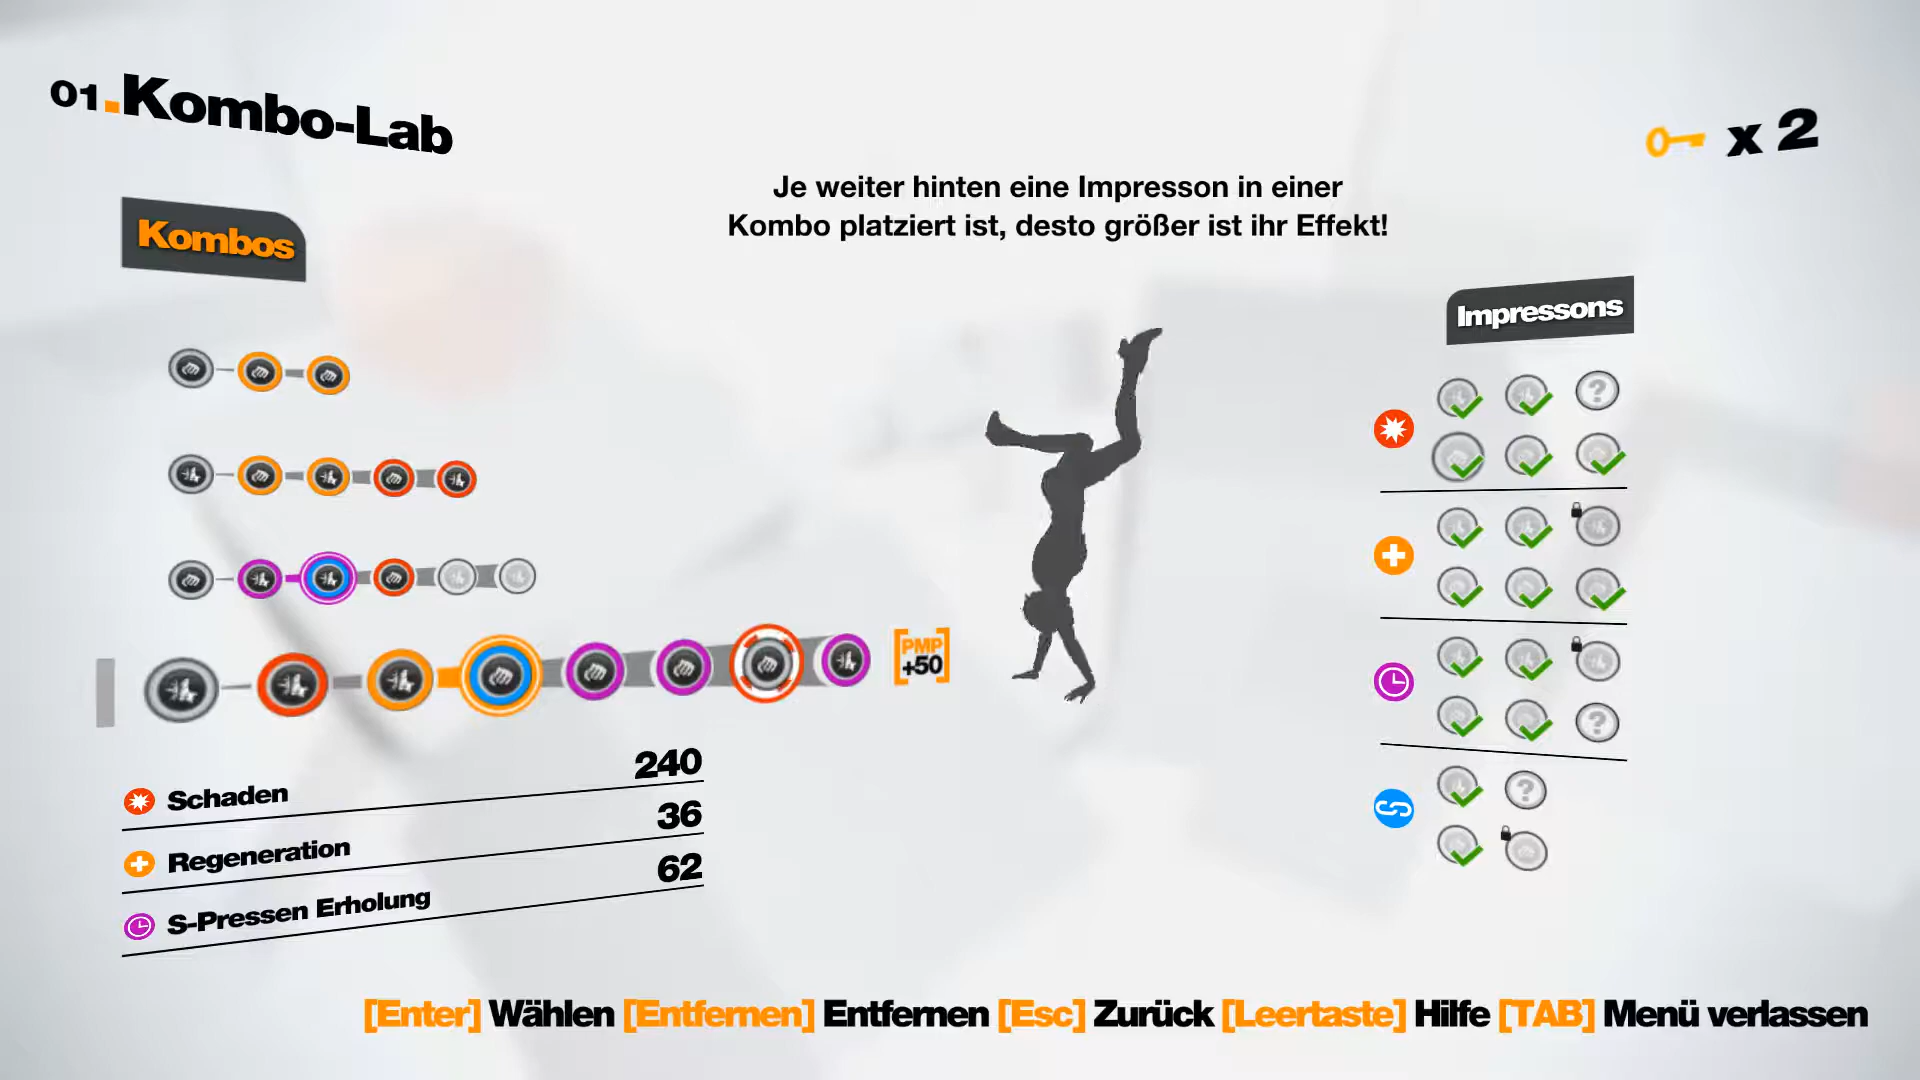 01.Kombo-Lab
x 2
Je weiter hinten eine Impresson in einer
Kombo platziert ist, desto größer ist ihr Effekt!
Kombos
Impressons
?
PMP
+50
?
?
Schaden 240
Regeneration 36
S-Pressen Erholung 62
[Enter] Wählen [Entfernen] Entfernen [Esc] Zurück [Leertaste] Hilfe [TAB] Menü verlassen